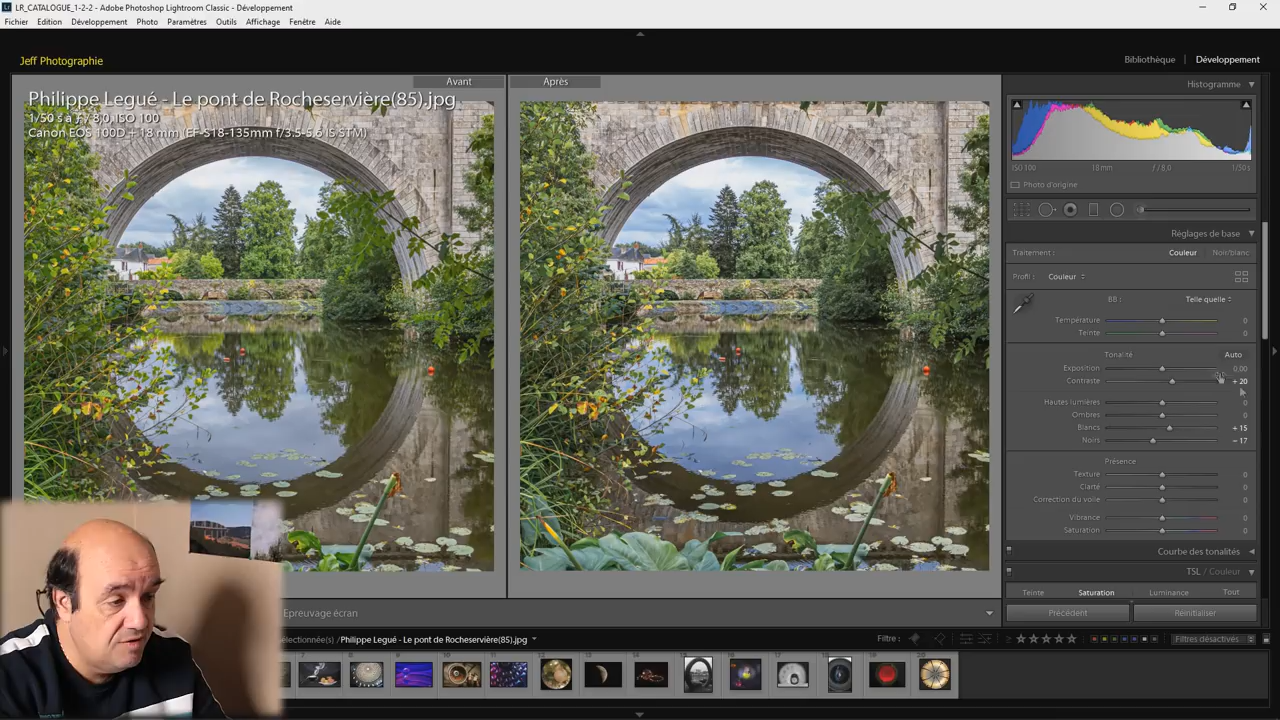 LR_CATALOGUE_1-2-2 - Adobe Photoshop Lightroom Classic - Développement
Fichier Edition Développement Photo Paramètres Outils Affichage Fenêtre Aide
Jeff Photographie
Bibliothèque | Développement
Avant
Après
Philippe Legué - Le pont de Rocheservière(85).jpg
1/50 s à ƒ / 8,0, ISO 100
Canon EOS 100D + 18 mm (EF-S18-135mm f/3.5-5.6 IS STM)
Histogramme
ISO 100 18 mm ƒ / 8,0 1/50 s
Photo d'origine
Réglages de base
Traitement : Couleur Noir/blanc
Profil : Couleur
BB : Telle quelle
Température 0
Teinte 0
Tonalité Auto
Exposition 0,00
Contraste + 20
Hautes lumières 0
Ombres 0
Blancs + 15
Noirs - 17
Présence
Texture 0
Clarté 0
Correction du voile 0
Vibrance 0
Saturation 0
Courbe des tonalités
TSL / Couleur
Teinte Saturation Luminance Tout
Epreuvage écran
Précédent Réinitialiser
sélectionnée(s) /Philippe Legué - Le pont de Rocheservière(85).jpg
Filtre : Filtres désactivés